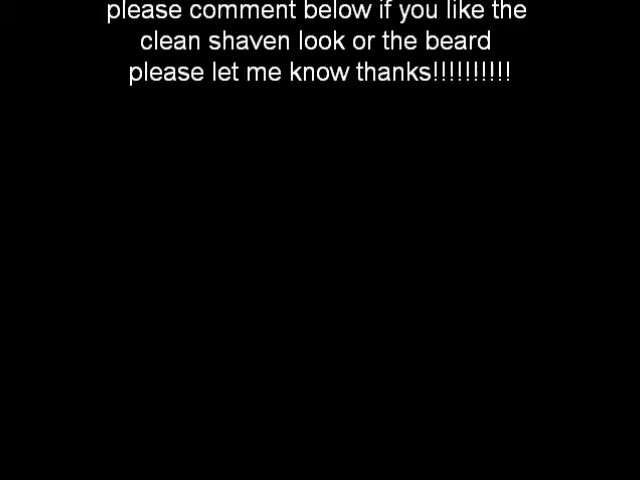 please comment below if you like the
clean shaven look or the beard
please let me know thanks!!!!!!!!!!